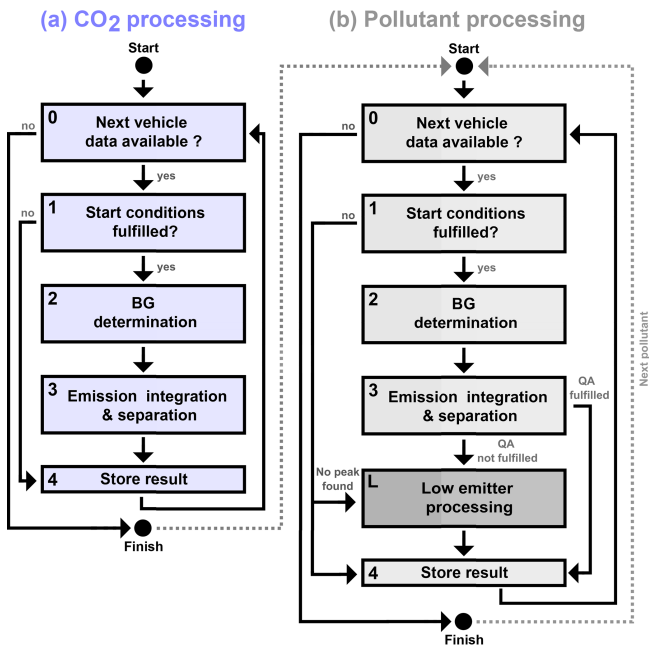 (a) CO2 processing
Start
0
Next vehicle
data available ?
no
yes
1
Start conditions
fulfilled?
no
yes
2
BG
determination
3
Emission integration
& separation
4
Store result
Finish
(b) Pollutant processing
Start
0
Next vehicle
data available ?
no
yes
1
Start conditions
fulfilled?
no
yes
2
BG
determination
3
Emission integration
& separation
QA
fulfilled
QA
not fulfilled
No peak
found
L
Low emitter
processing
4
Store result
Finish
Next pollutant